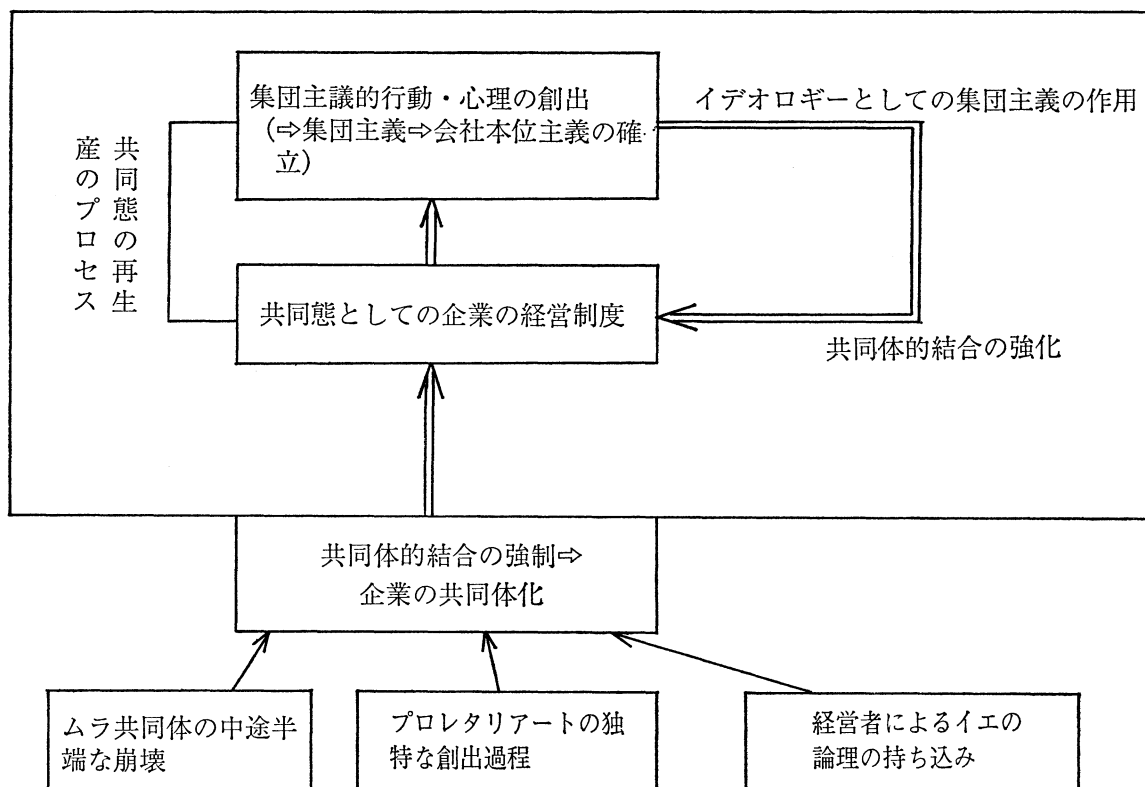 集団主議的行動・心理の創出
(⇨集団主義⇨会社本位主義の確
立)
イデオロギーとしての集団主義の作用
共同態の再生
産のプロセス
共同態としての企業の経営制度
共同体的結合の強化
共同体的結合の強制⇨
企業の共同体化
ムラ共同体の中途半
端な崩壊
プロレタリアートの独
特な創出過程
経営者によるイエの
論理の持ち込み